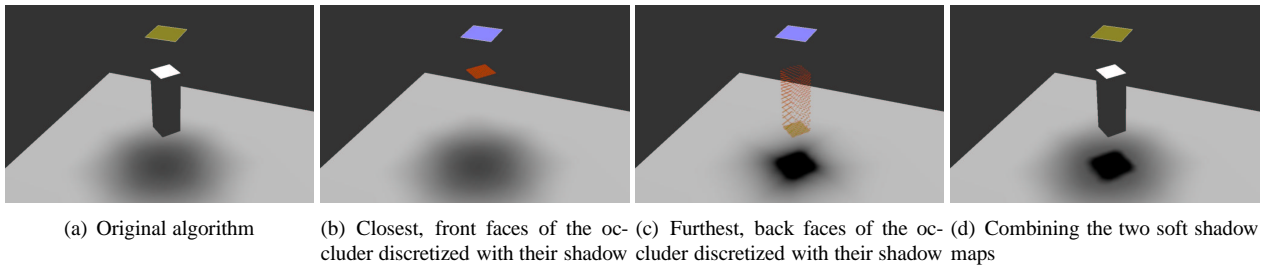 (a) Original algorithm
(b) Closest, front faces of the oc-
cluder discretized with their shadow
(c) Furthest, back faces of the oc-
cluder discretized with their shadow
(d) Combining the two soft shadow
maps